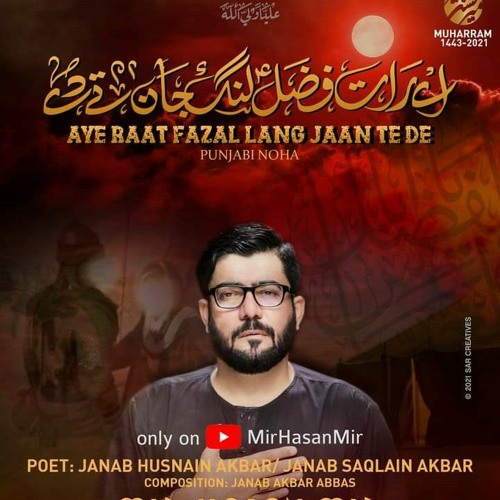 علیاً ولی اللہ
MUHARRAM
1443-2021
اے رات فضل لنگ جان تے دے
AYE RAAT FAZAL LANG JAAN TE DE
PUNJABI NOHA
© 2021 SAR CREATIVES
only on MirHasanMir
POET: JANAB HUSNAIN AKBAR/ JANAB SAQLAIN AKBAR
COMPOSITION: JANAB AKBAR ABBAS